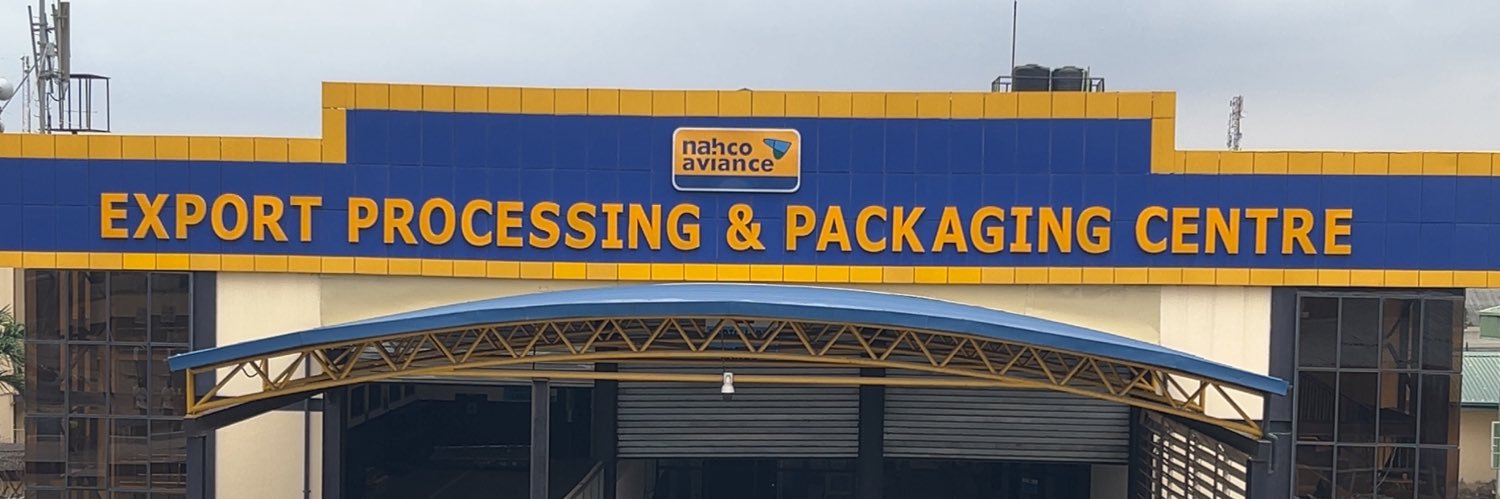 nahco
aviance
EXPORT PROCESSING & PACKAGING CENTRE